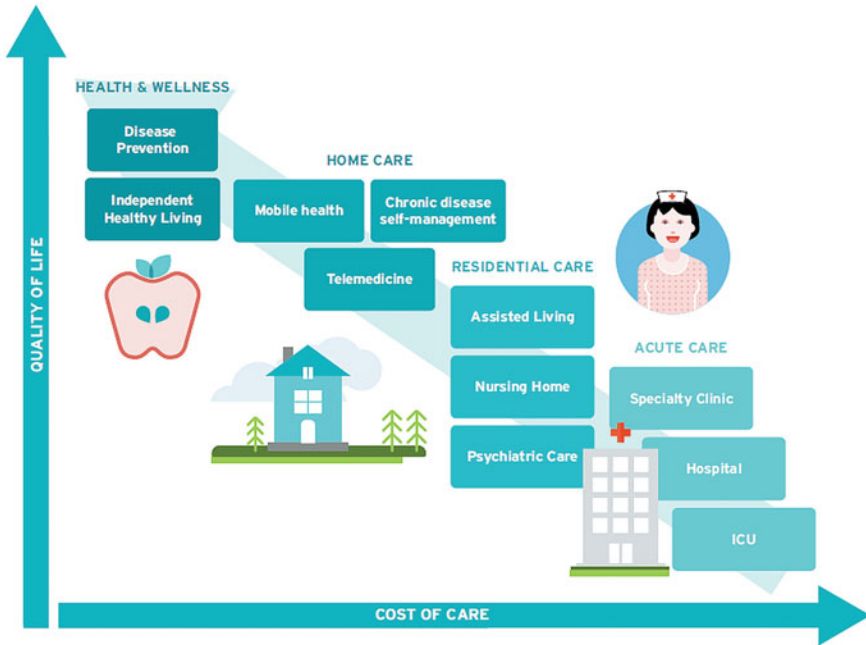 HEALTH & WELLNESS
Disease
Prevention
Independent
Healthy Living
HOME CARE
Mobile health
Chronic disease
self-management
Telemedicine
RESIDENTIAL CARE
Assisted Living
Nursing Home
Psychiatric Care
ACUTE CARE
Specialty Clinic
Hospital
ICU
QUALITY OF LIFE
COST OF CARE